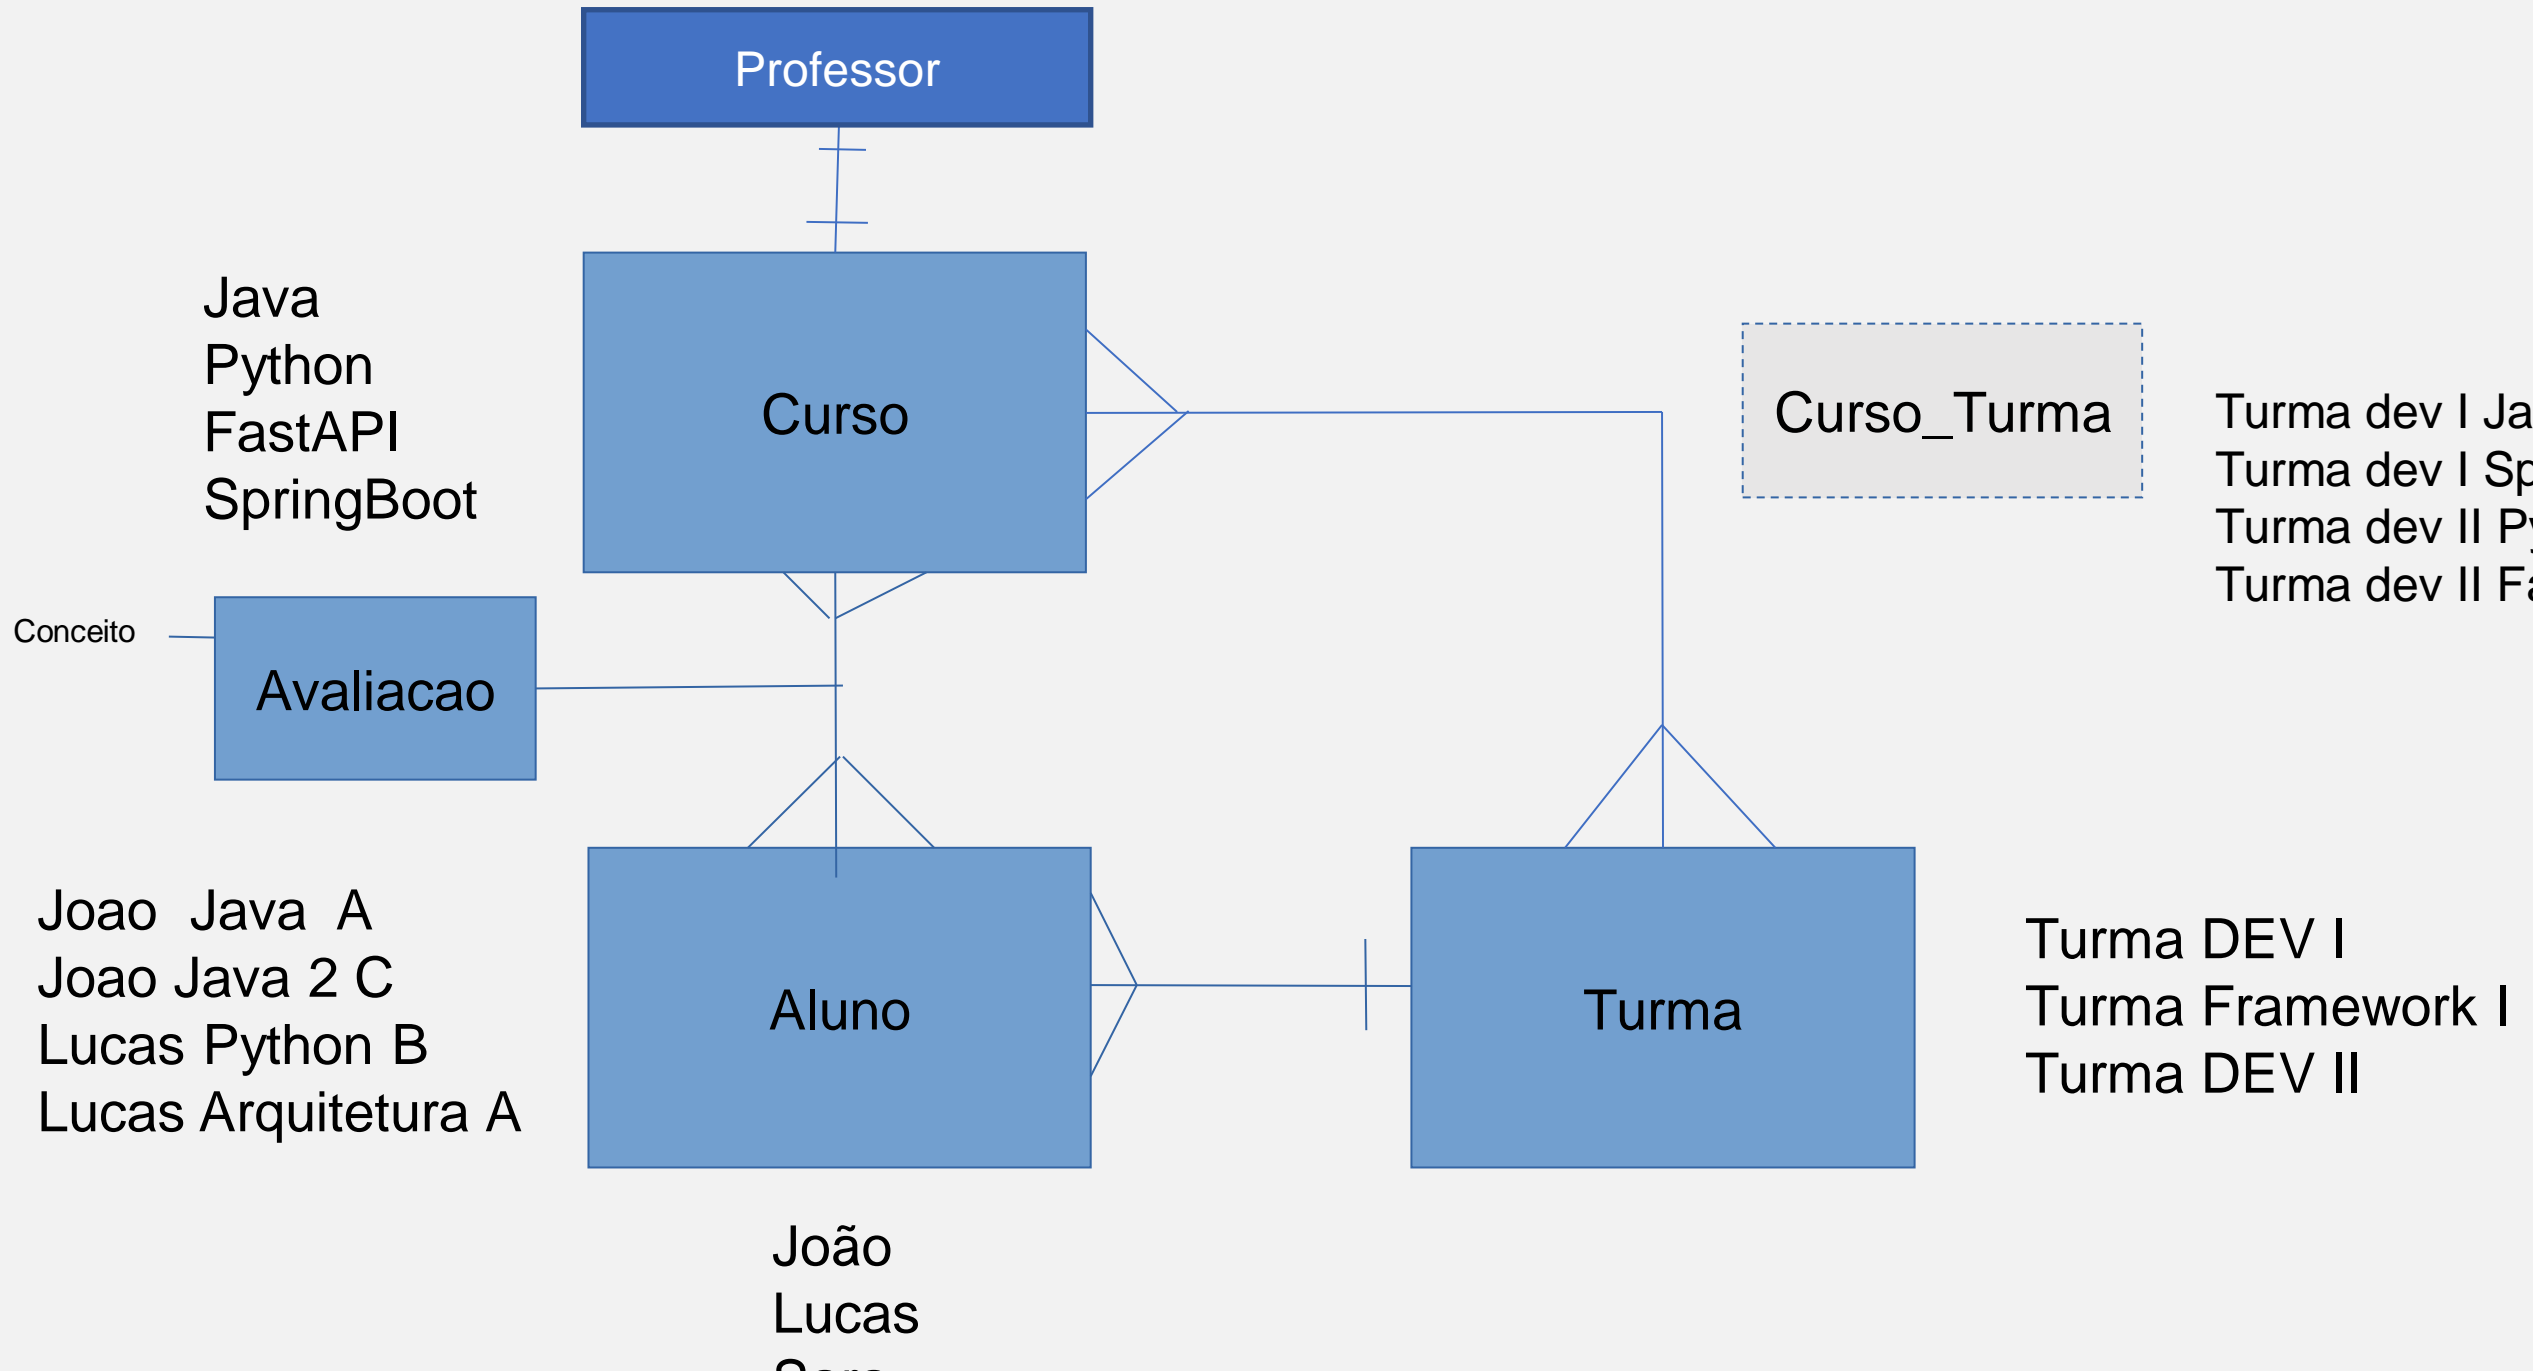 Professor
Java
Python
FastAPI
SpringBoot
Curso
Curso_Turma
Turma dev I
Turma dev I
Turma dev II
Turma dev II
Conceito
Avaliacao
Joao Java A
Joao Java 2 C
Lucas Python B
Lucas Arquitetura A
Aluno
Turma
Turma DEV I
Turma Framework I
Turma DEV II
João
Lucas